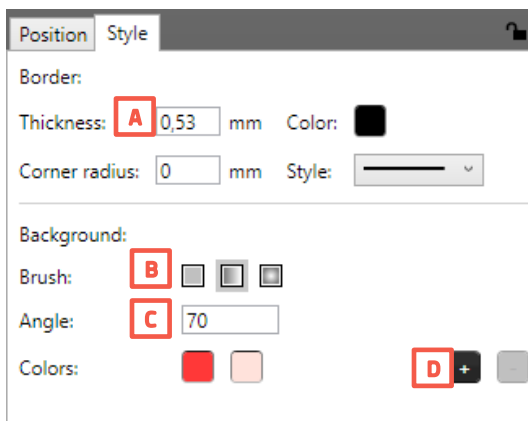 Position Style
Border:
Thickness: A 0,53 mm Color:
Corner radius: 0 mm Style:
Background:
Brush: B
Angle: C 70
Colors: D + -